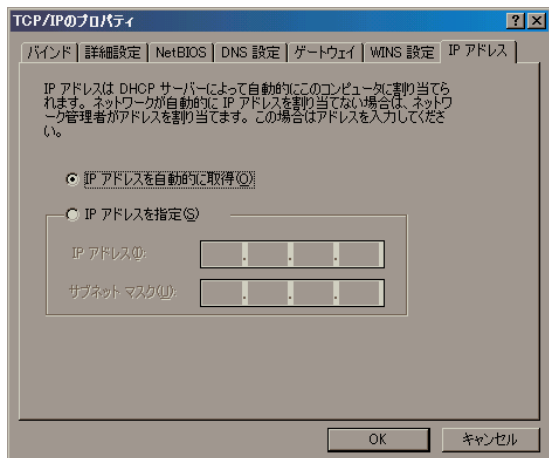 TCP/IPのプロパティ
バインド 詳細設定 NetBIOS DNS 設定 ゲートウェイ WINS 設定 IP アドレス
IP アドレスは DHCP サーバーによって自動的にこのコンピュータに割り当てら
れます。ネットワークが自動的に IP アドレスを割り当てない場合は、ネットワ
ーク管理者がアドレスを割り当てます。この場合はアドレスを入力してくださ
い。
IP アドレスを自動的に取得(O)
IP アドレスを指定(S)
IP アドレス(I):
サブネット マスク(U):
OK キャンセル